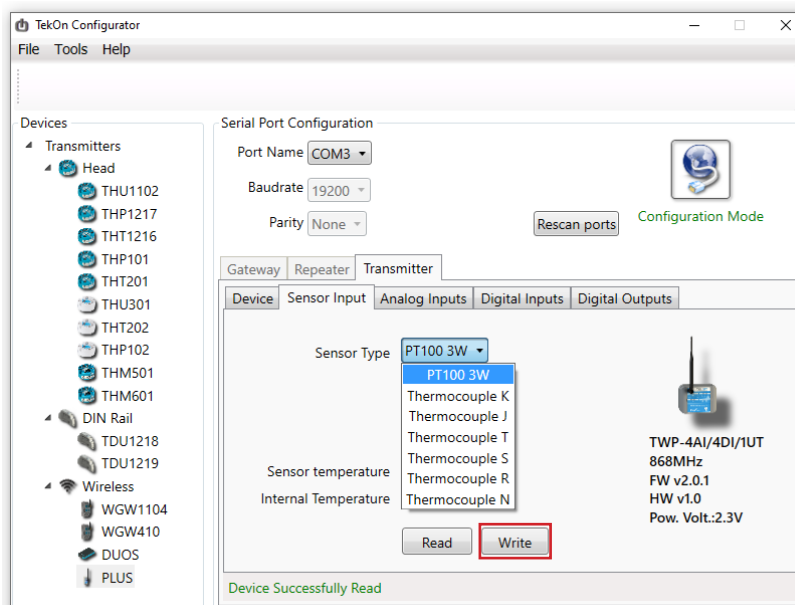 TekOn Configurator
File Tools Help
Devices
Transmitters
Head
THU1102
THP1217
THT1216
THP101
THT201
THU301
THT202
THP102
THM501
THM601
DIN Rail
TDU1218
TDU1219
Wireless
WGW1104
WGW410
DUOS
PLUS
Serial Port Configuration
Port Name COM3
Baudrate 19200
Parity None
Rescan ports
Configuration Mode
Gateway Repeater Transmitter
Device Sensor Input Analog Inputs Digital Inputs Digital Outputs
Sensor Type PT100 3W
PT100 3W
Thermocouple K
Thermocouple J
Thermocouple T
Thermocouple S
Thermocouple R
Thermocouple N
Sensor temperature
Internal Temperature
Read Write
TWP-4AI/4DI/1UT
868MHz
FW v2.0.1
HW v1.0
Pow. Volt.:2.3V
Device Successfully Read